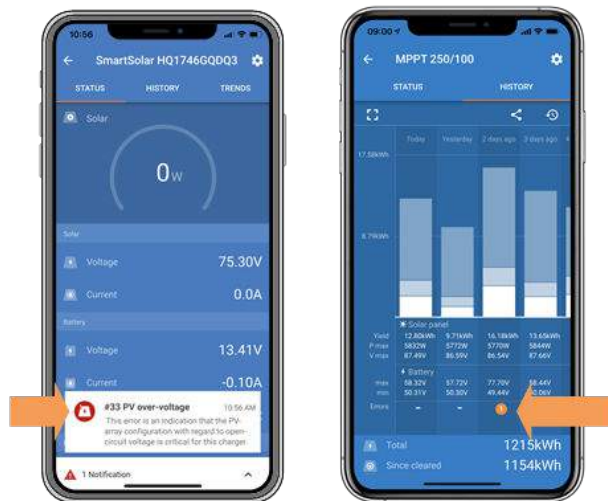 10:56
SmartSolar HQ1746GQDQ3
STATUS HISTORY TRENDS
Solar
0w
Solar
Voltage 75.30V
Current 0.0A
Battery
Voltage 13.41V
Current -0.10A
#33 PV over-voltage 10:56 AM
This error is an indication that the PV-
array configuration with regard to open-
circuit voltage is critical for this charger
1 Notification
09:00
MPPT 250/100
STATUS HISTORY
Today Yesterday 2 days ago 3 days ago
17.58kWh
8.79kWh
Solar panel
Yield 12.80kWh 9.71kWh 16.18kWh 13.65kWh
P max 5832W 5772W 5770W 5844W
V max 87.49V 86.59V 86.54V 87.66V
Battery
max 58.32V 57.72V 77.70V 58.44V
min 50.31V 50.30V 49.44V
Errors - - 1
Total 1215kWh
Since cleared 1154kWh